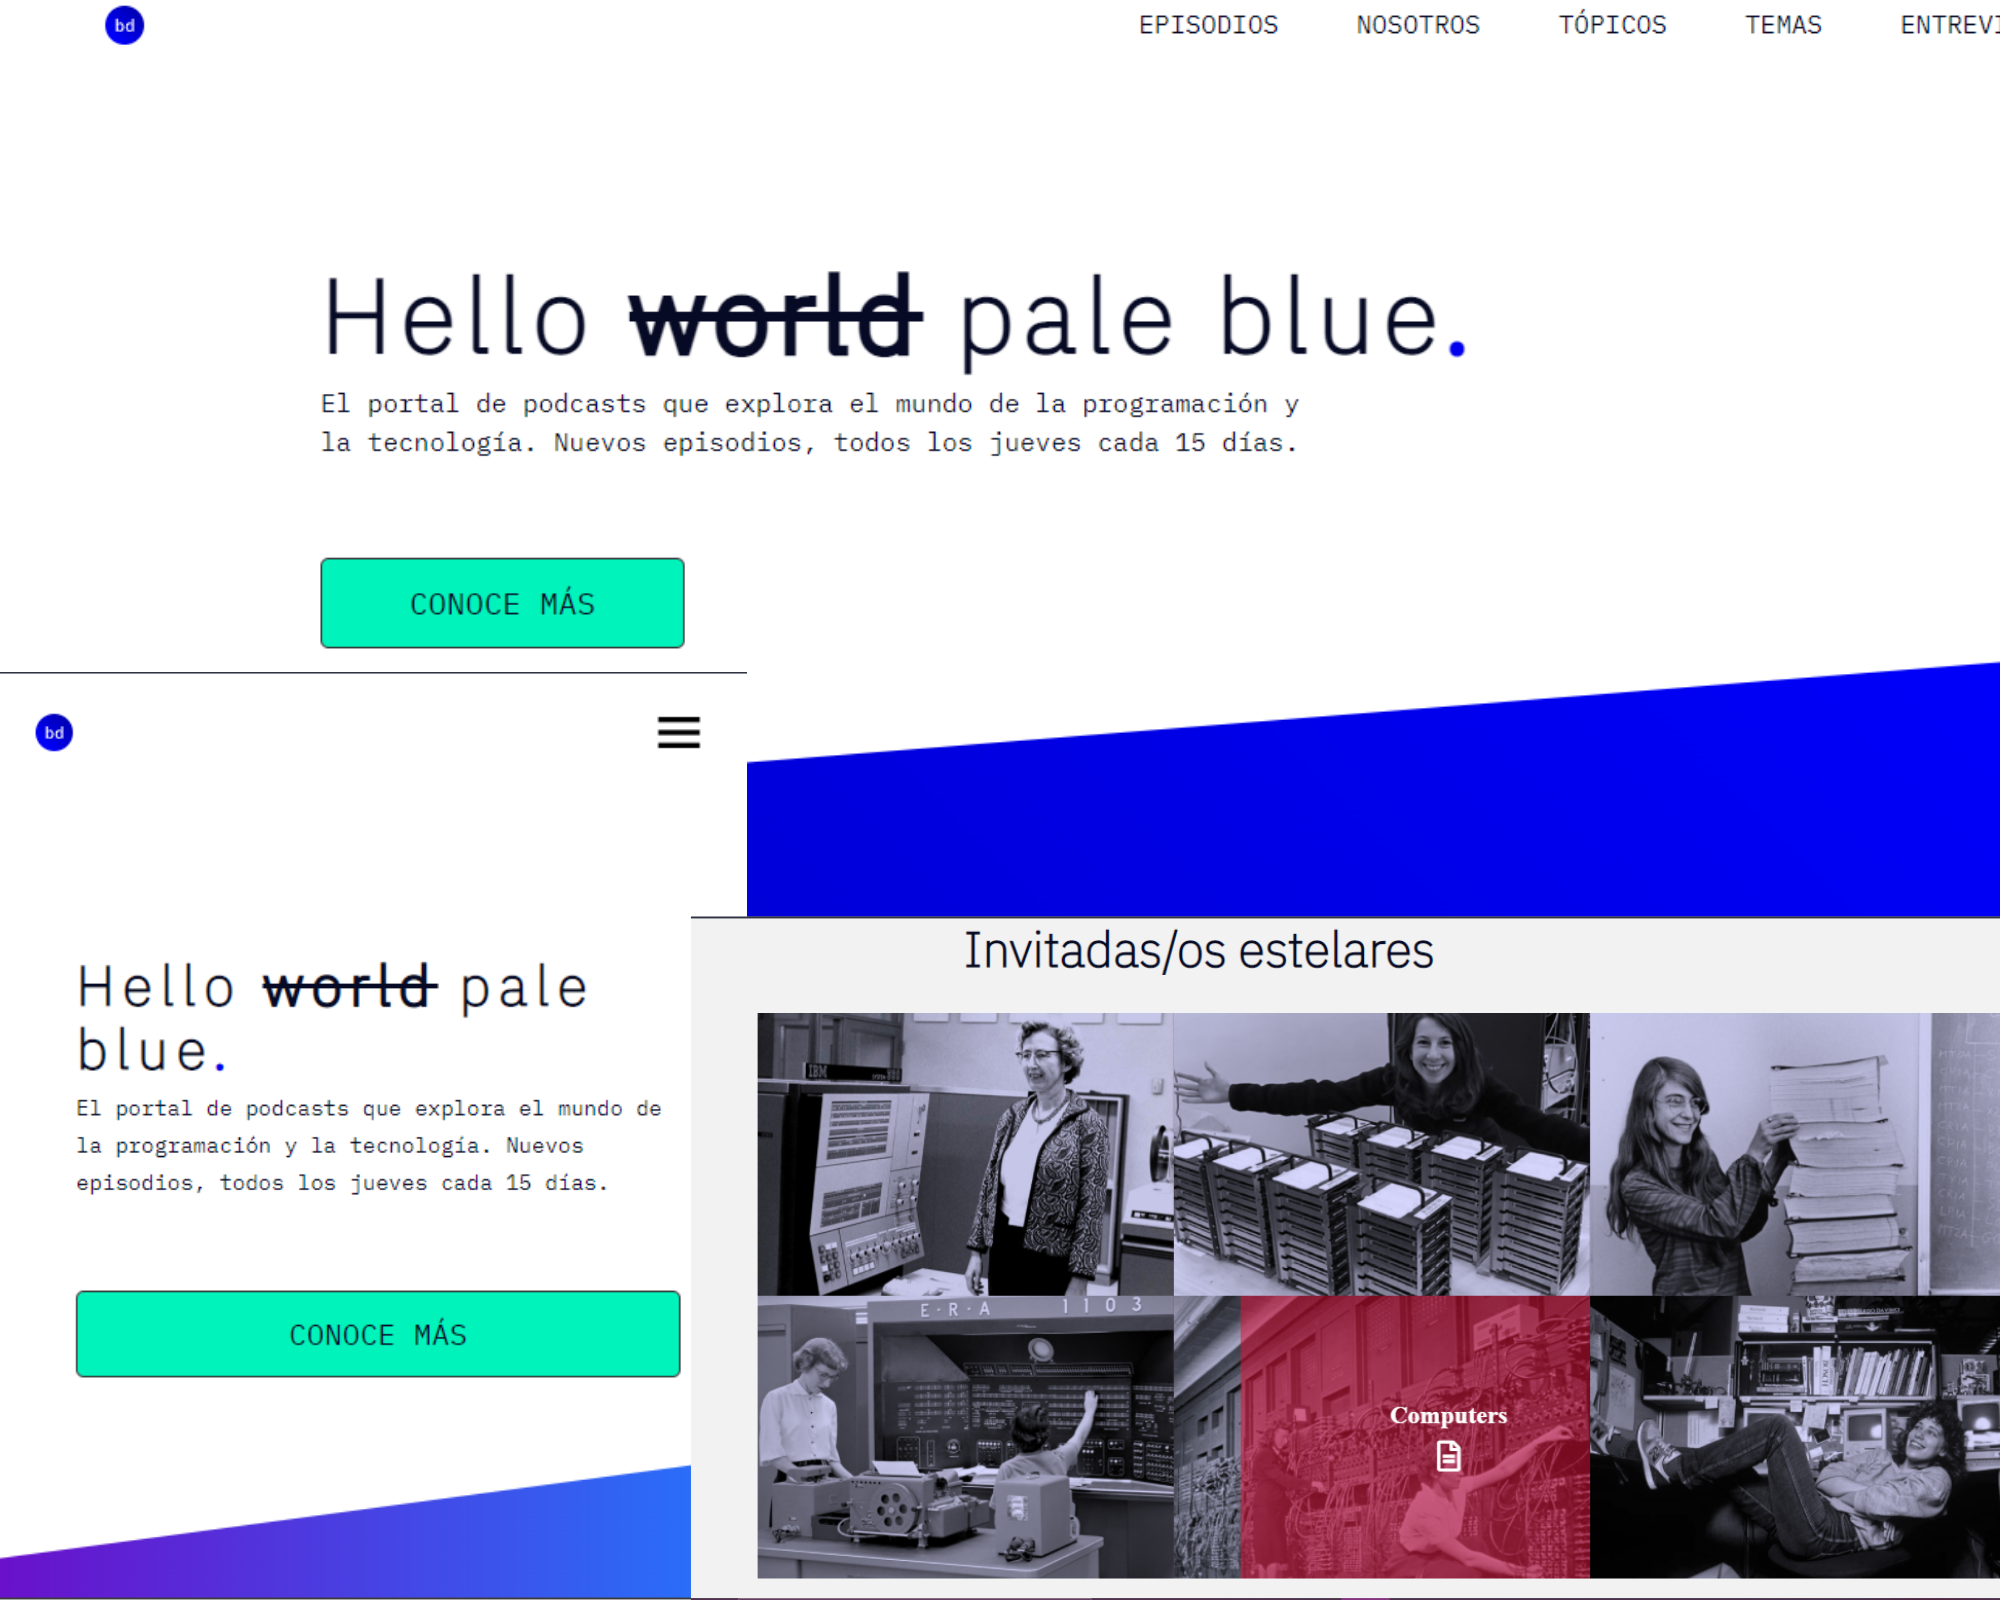 bd
EPISODIOS NOSOTROS TÓPICOS TEMAS ENTREVI
Hello world pale blue.
El portal de podcasts que explora el mundo de la programación y
la tecnología. Nuevos episodios, todos los jueves cada 15 días.
CONOCE MÁS
bd
Hello world pale
blue.
El portal de podcasts que explora el mundo de
la programación y la tecnología. Nuevos
episodios, todos los jueves cada 15 días.
CONOCE MÁS
Invitadas/os estelares
IBM
E-R-A 1103
Computers